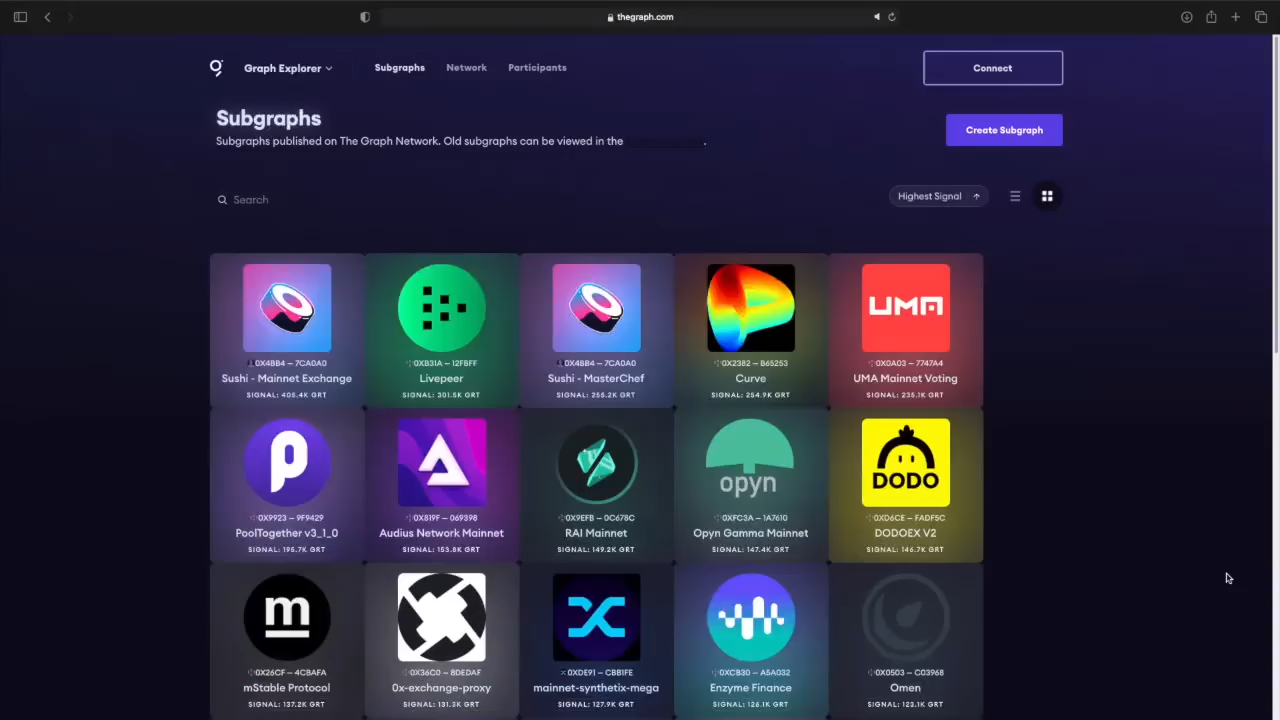 thegraph.com
Graph Explorer Subgraphs Network Participants Connect
Subgraphs
Subgraphs published on The Graph Network. Old subgraphs can be viewed in the .
Create Subgraph
Search Highest Signal
UMA
0X4BB4 – 7CA0A0 0XB31A – 12FBFF 0X4BB4 – 7CA0A0 0X2382 – B65253 0X0A03 – 7747A4
Sushi - Mainnet Exchange Livepeer Sushi - MasterChef Curve UMA Mainnet Voting
SIGNAL: 405.4K GRT SIGNAL: 301.5K GRT SIGNAL: 255.2K GRT SIGNAL: 254.9K GRT SIGNAL: 235.1K GRT
p opyn DODO
0X9923 – 9F9429 0X819F – 069398 0X9EFB – 0C678C 0XFC3A – 1A7610 0XD6CE – FADF5C
PoolTogether v3_1_0 Audius Network Mainnet RAI Mainnet Opyn Gamma Mainnet DODOEX V2
SIGNAL: 195.7K GRT SIGNAL: 153.8K GRT SIGNAL: 149.2K GRT SIGNAL: 147.4K GRT SIGNAL: 146.7K GRT
m
0X26CF – 4CBAFA 0X36C0 – 8DEDAF 0XDE91 – CBB1FE 0XCB30 – A5A032 0X0503 – C03968
mStable Protocol 0x-exchange-proxy mainnet-synthetix-mega Enzyme Finance Omen
SIGNAL: 137.2K GRT SIGNAL: 131.3K GRT SIGNAL: 127.9K GRT SIGNAL: 126.1K GRT SIGNAL: 123.1K GRT